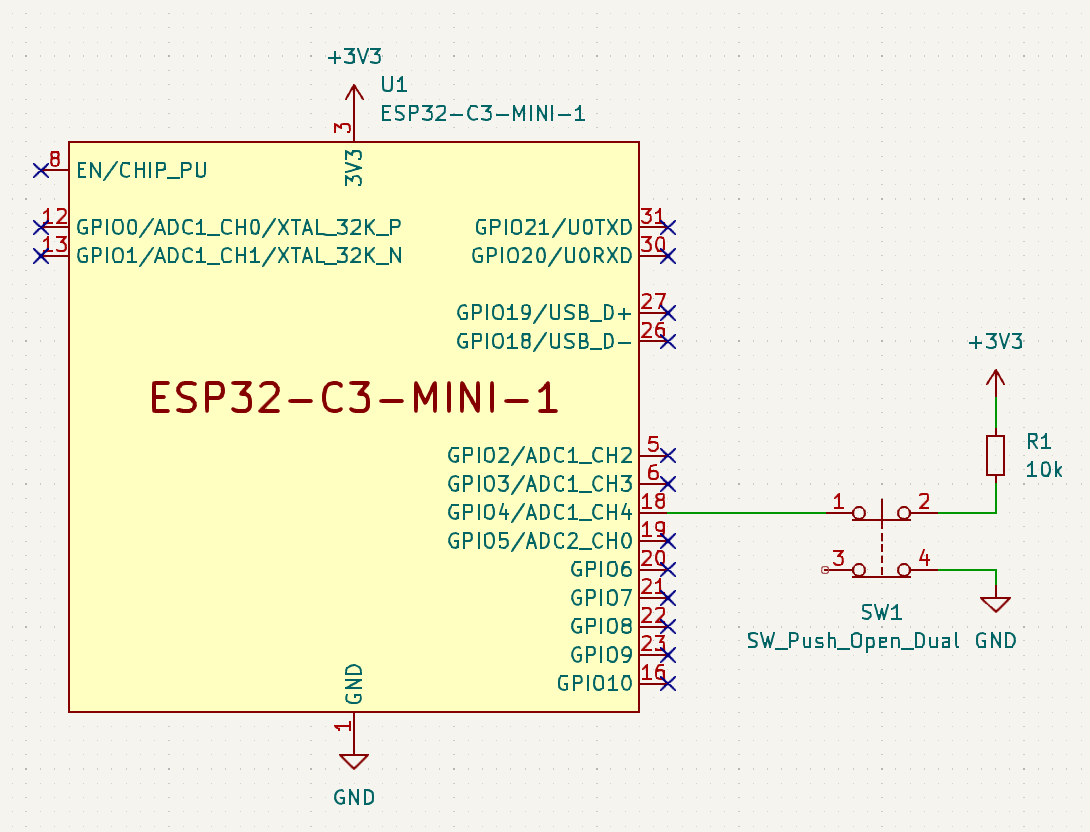 +3V3
U1
ESP32-C3-MINI-1
3
3V3
8
EN/CHIP_PU
12
GPIO0/ADC1_CH0/XTAL_32K_P
13
GPIO1/ADC1_CH1/XTAL_32K_N
GPIO21/U0TXD
31
GPIO20/U0RXD
30
GPIO19/USB_D+
27
GPIO18/USB_D-
26
ESP32-C3-MINI-1
GPIO2/ADC1_CH2
5
GPIO3/ADC1_CH3
6
GPIO4/ADC1_CH4
18
GPIO5/ADC2_CH0
19
GPIO6
20
GPIO7
21
GPIO8
22
GPIO9
23
GPIO10
16
GND
1
GND
+3V3
R1
10k
1
2
3
4
SW1
SW_Push_Open_Dual
GND